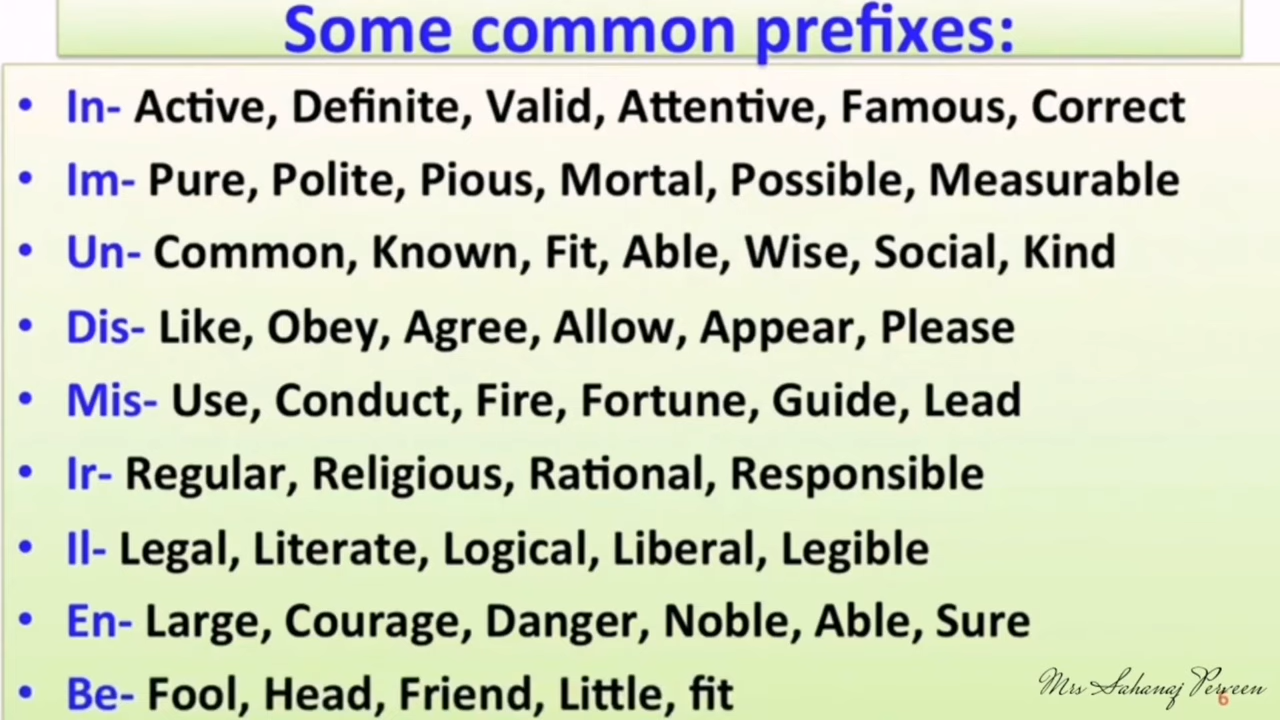 Some common prefixes:
• In- Active, Definite, Valid, Attentive, Famous, Correct
• Im- Pure, Polite, Pious, Mortal, Possible, Measurable
• Un- Common, Known, Fit, Able, Wise, Social, Kind
• Dis- Like, Obey, Agree, Allow, Appear, Please
• Mis- Use, Conduct, Fire, Fortune, Guide, Lead
• Ir- Regular, Religious, Rational, Responsible
• Il- Legal, Literate, Logical, Liberal, Legible
• En- Large, Courage, Danger, Noble, Able, Sure
• Be- Fool, Head, Friend, Little, fit
Mrs Sahanaj Perveen
6